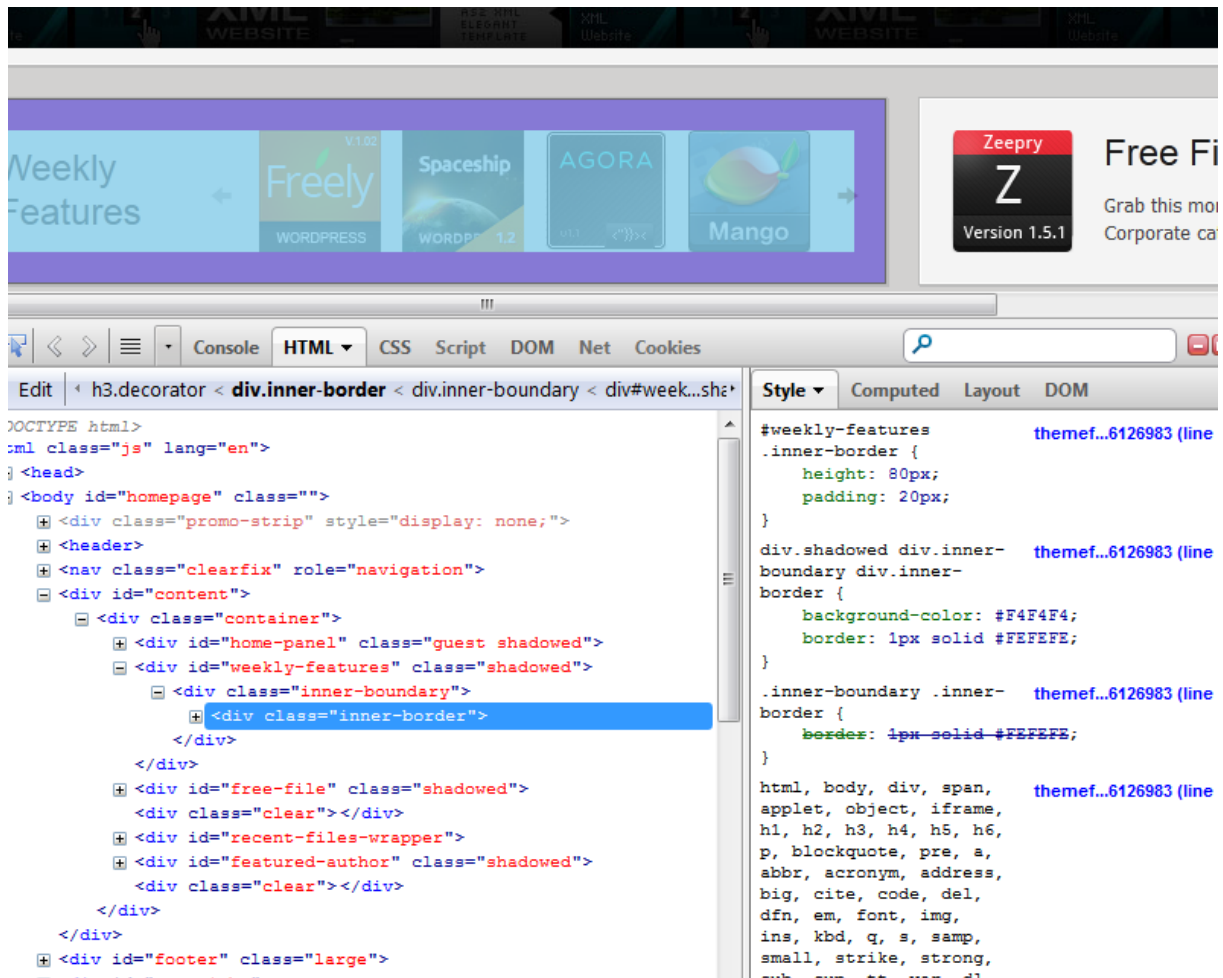 XML
WEBSITE
AS2 XML
ELEGANT
TEMPLATE
XML
Website
1 2 3
XML
WEBSITE
XML
Website
Weekly
Features
V.1.02
Freely
WORDPRESS
Spaceship
1.2
AGORA
v1.1 <"))><
Mango
Zeepry
Z
Version 1.5.1
Free
Grab this
Corporate
Console HTML CSS Script DOM Net Cookies
Edit h3.decorator < div.inner-border < div.inner-boundary < div#week...sha
Style Computed Layout DOM
DOCTYPE html>
tml class="js" lang="en">
<head>
<body id="homepage" class="">
<div class="promo-strip" style="display: none;">
<header>
<nav class="clearfix" role="navigation">
<div id="content">
<div class="container">
<div id="home-panel" class="guest shadowed">
<div id="weekly-features" class="shadowed">
<div class="inner-boundary">
<div class="inner-border">
</div>
</div>
<div id="free-file" class="shadowed">
<div class="clear"></div>
<div id="recent-files-wrapper">
<div id="featured-author" class="shadowed">
<div class="clear"></div>
</div>
</div>
<div id="footer" class="large">
#weekly-features themef...6126983 (line
.inner-border {
height: 80px;
padding: 20px;
}
div.shadowed div.inner- themef...6126983 (line
boundary div.inner-
border {
background-color: #F4F4F4;
border: 1px solid #FEFEFE;
}
.inner-boundary .inner- themef...6126983 (line
border {
border: 1px solid #FEFEFE;
}
html, body, div, span, themef...6126983 (line
applet, object, iframe,
h1, h2, h3, h4, h5, h6,
p, blockquote, pre, a,
abbr, acronym, address,
big, cite, code, del,
dfn, em, font, img,
ins, kbd, q, s, samp,
small, strike, strong,